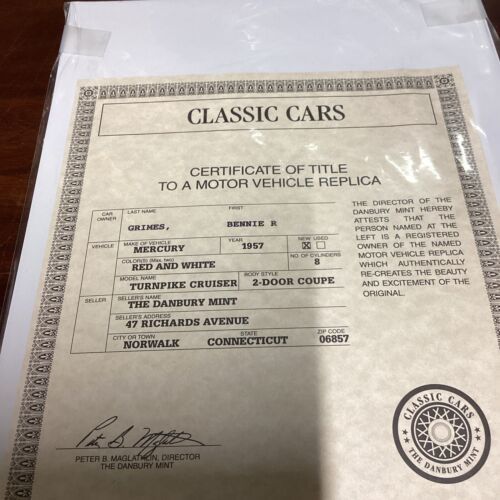 CLASSIC CARS
CERTIFICATE OF TITLE
TO A MOTOR VEHICLE REPLICA
CAR OWNER
LAST NAME FIRST
GRIMES, BENNIE R
VEHICLE
MAKE OF VEHICLE YEAR NEW USED
MERCURY 1957 X
COLOR(S) (Max. two) NO. OF CYLINDERS
RED AND WHITE 8
MODEL NAME BODY STYLE
TURNPIKE CRUISER 2-DOOR COUPE
SELLER
SELLER'S NAME
THE DANBURY MINT
SELLER'S ADDRESS
47 RICHARDS AVENUE
CITY OR TOWN STATE ZIP CODE
NORWALK CONNECTICUT 06857
THE DIRECTOR OF THE
DANBURY MINT HEREBY
ATTESTS THAT THE
PERSON NAMED AT THE
LEFT IS A REGISTERED
OWNER OF THE NAMED
MOTOR VEHICLE REPLICA
WHICH AUTHENTICALLY
RE-CREATES THE BEAUTY
AND EXCITEMENT OF THE
ORIGINAL.
Peter B. Maglathlin
PETER B. MAGLATHLIN, DIRECTOR
THE DANBURY MINT
CLASSIC CARS
THE DANBURY MINT